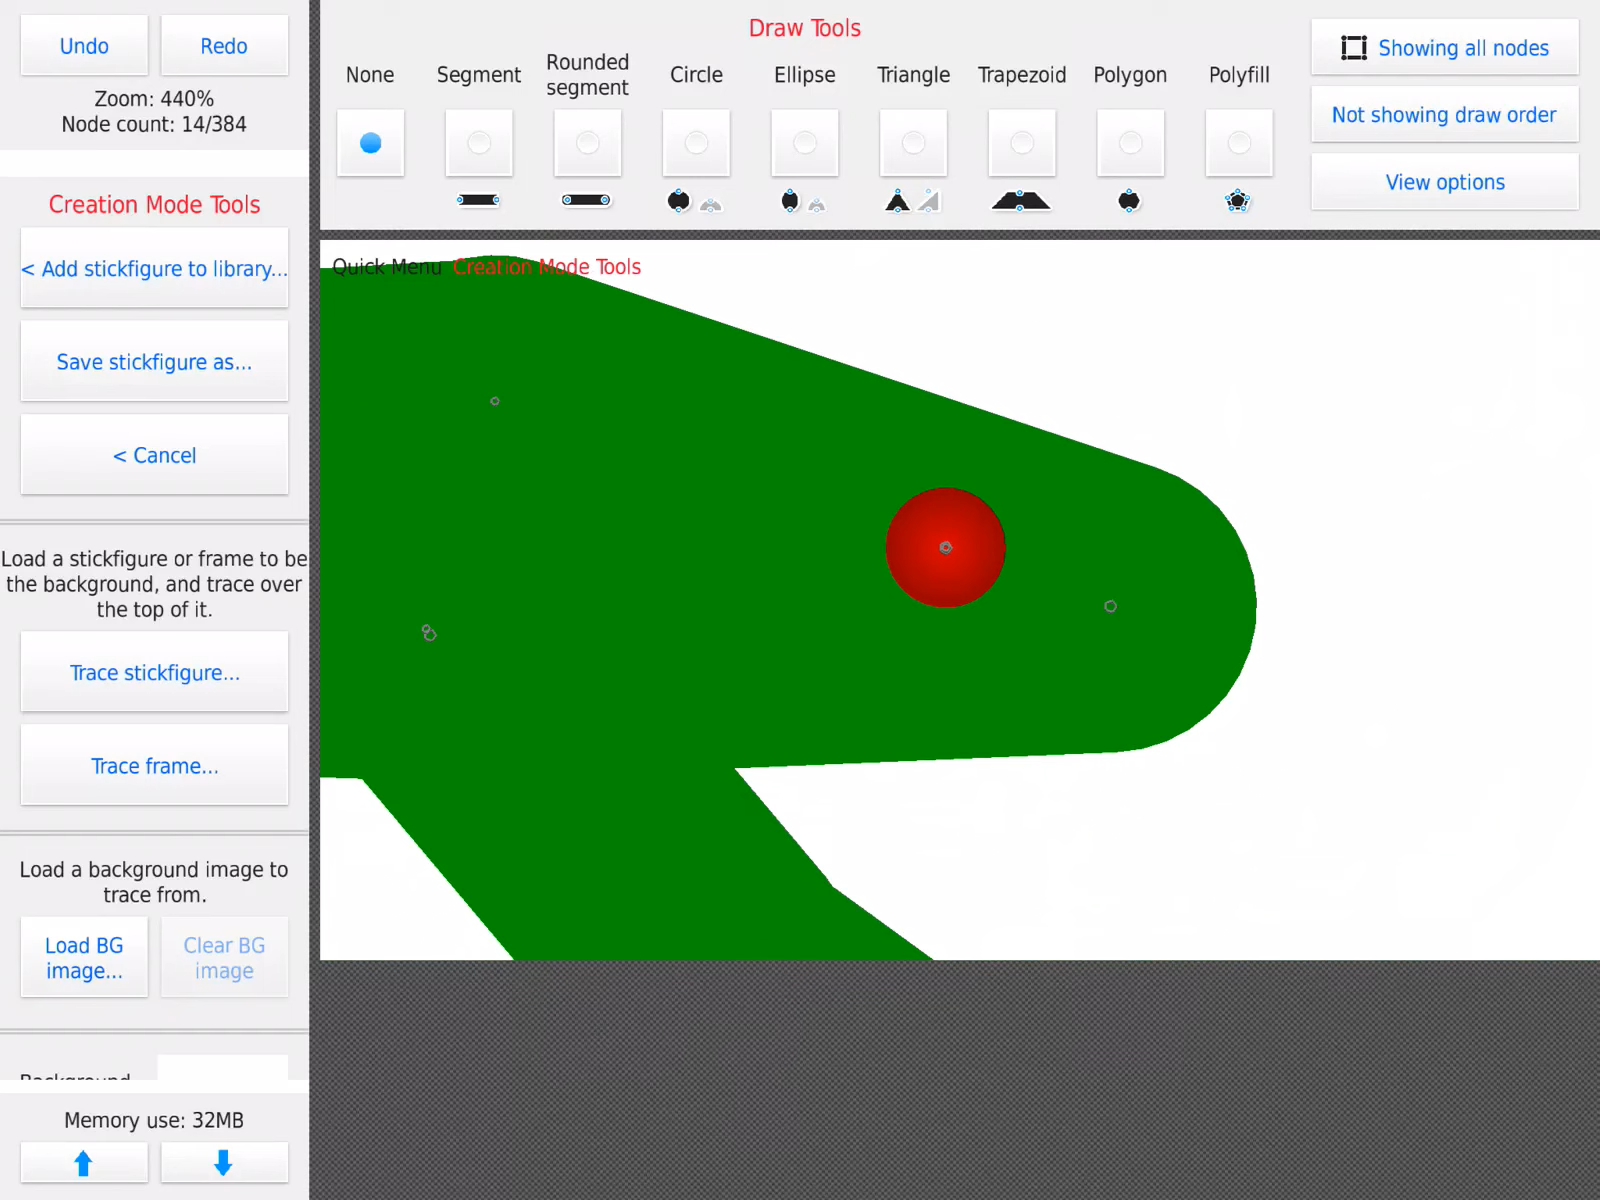 Undo
Redo
Zoom: 440%
Node count: 14/384
Creation Mode Tools
< Add stickfigure to library...
Save stickfigure as...
< Cancel
Load a stickfigure or frame to be
the background, and trace over
the top of it.
Trace stickfigure...
Trace frame...
Load a background image to
trace from.
Load BG
image...
Clear BG
image
Background
Memory use: 32MB
Draw Tools
None
Segment
Rounded
segment
Circle
Ellipse
Triangle
Trapezoid
Polygon
Polyfill
Showing all nodes
Not showing draw order
View options
Quick Menu Creation Mode Tools